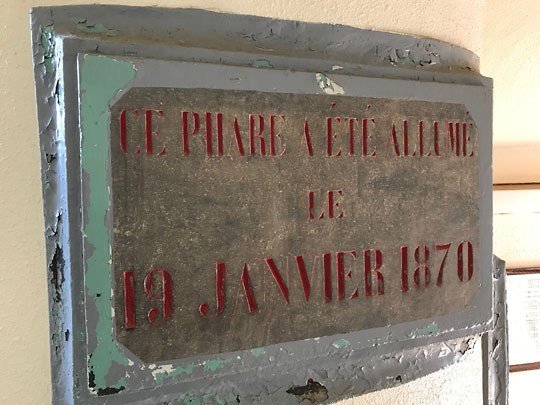 CE PHARE A ÉTÉ ALLUMÉ
LE
19 JANVIER 1870